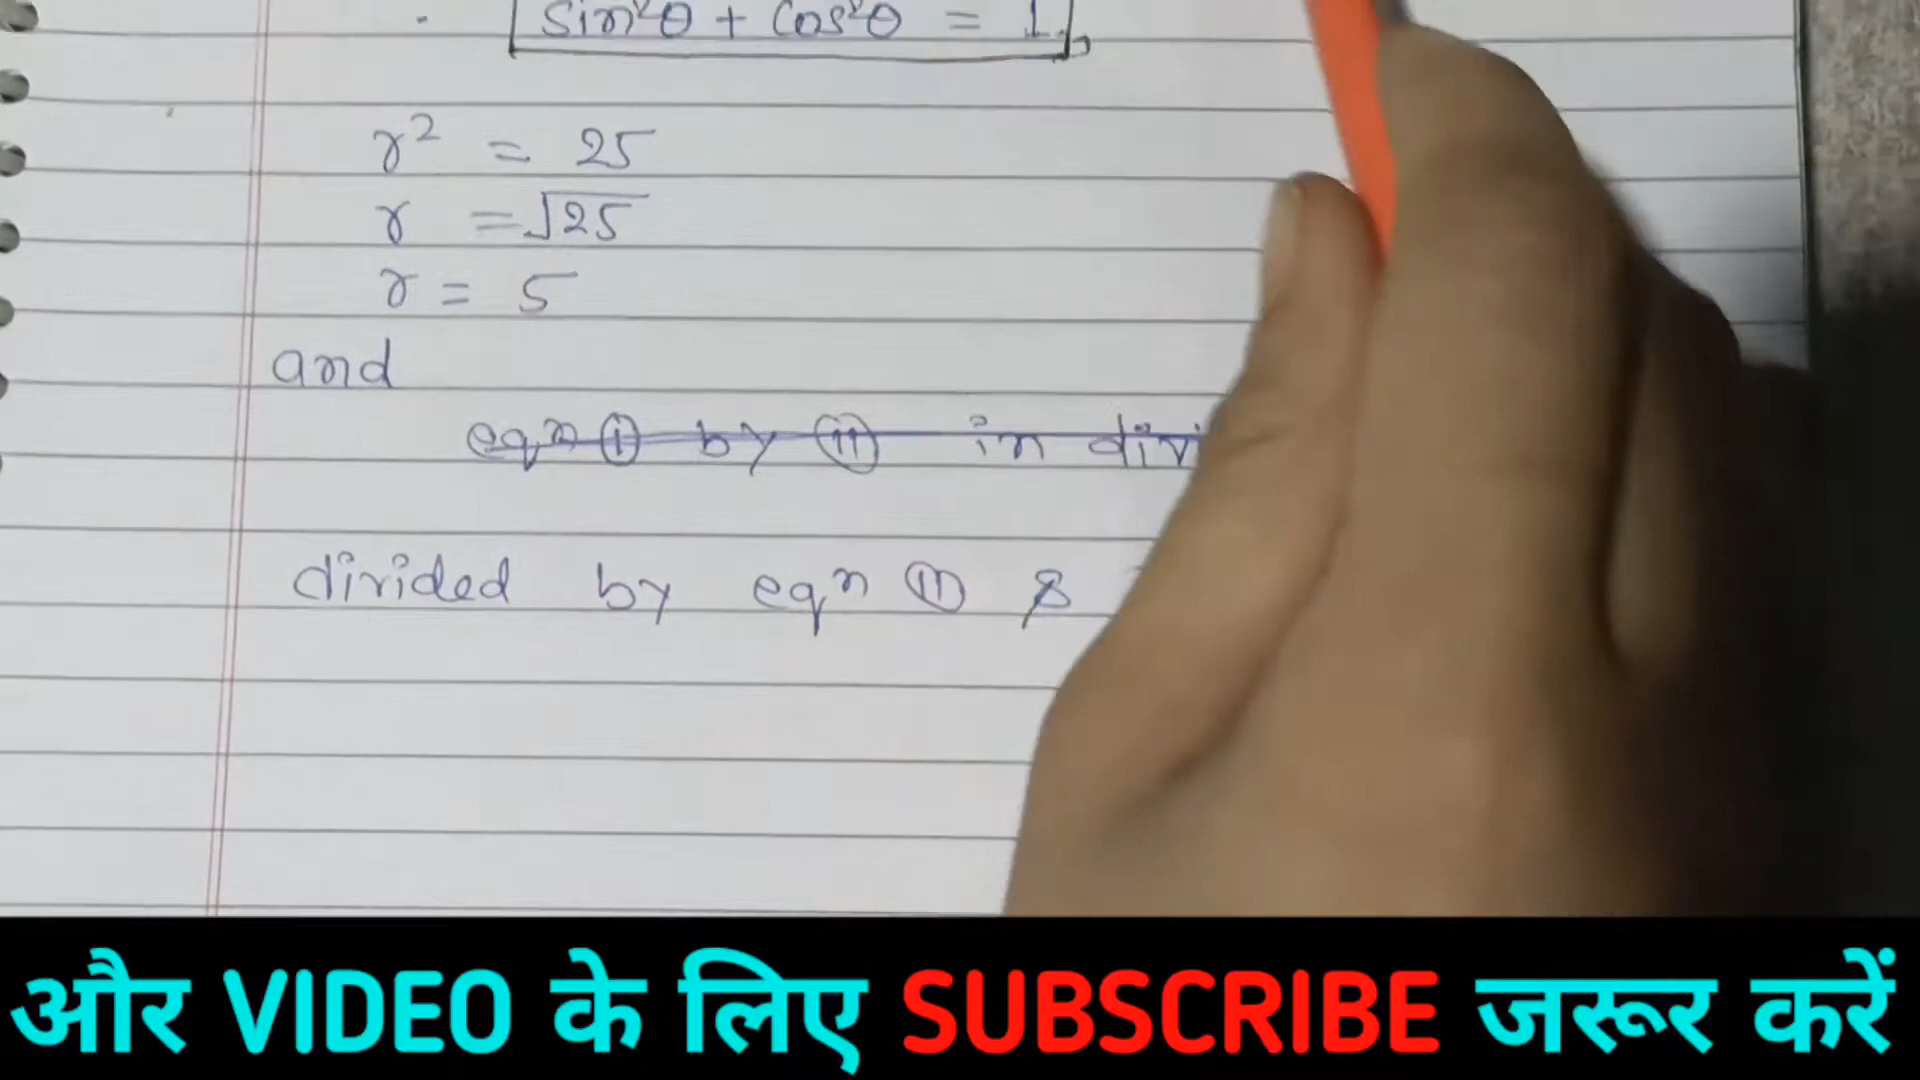 Sin²θ + Cos²θ = 1
r² = 25
r = √25
r = 5
and
eqn (i) by (ii) in
divided by eqn (ii) &
और VIDEO के लिए SUBSCRIBE जरूर करें